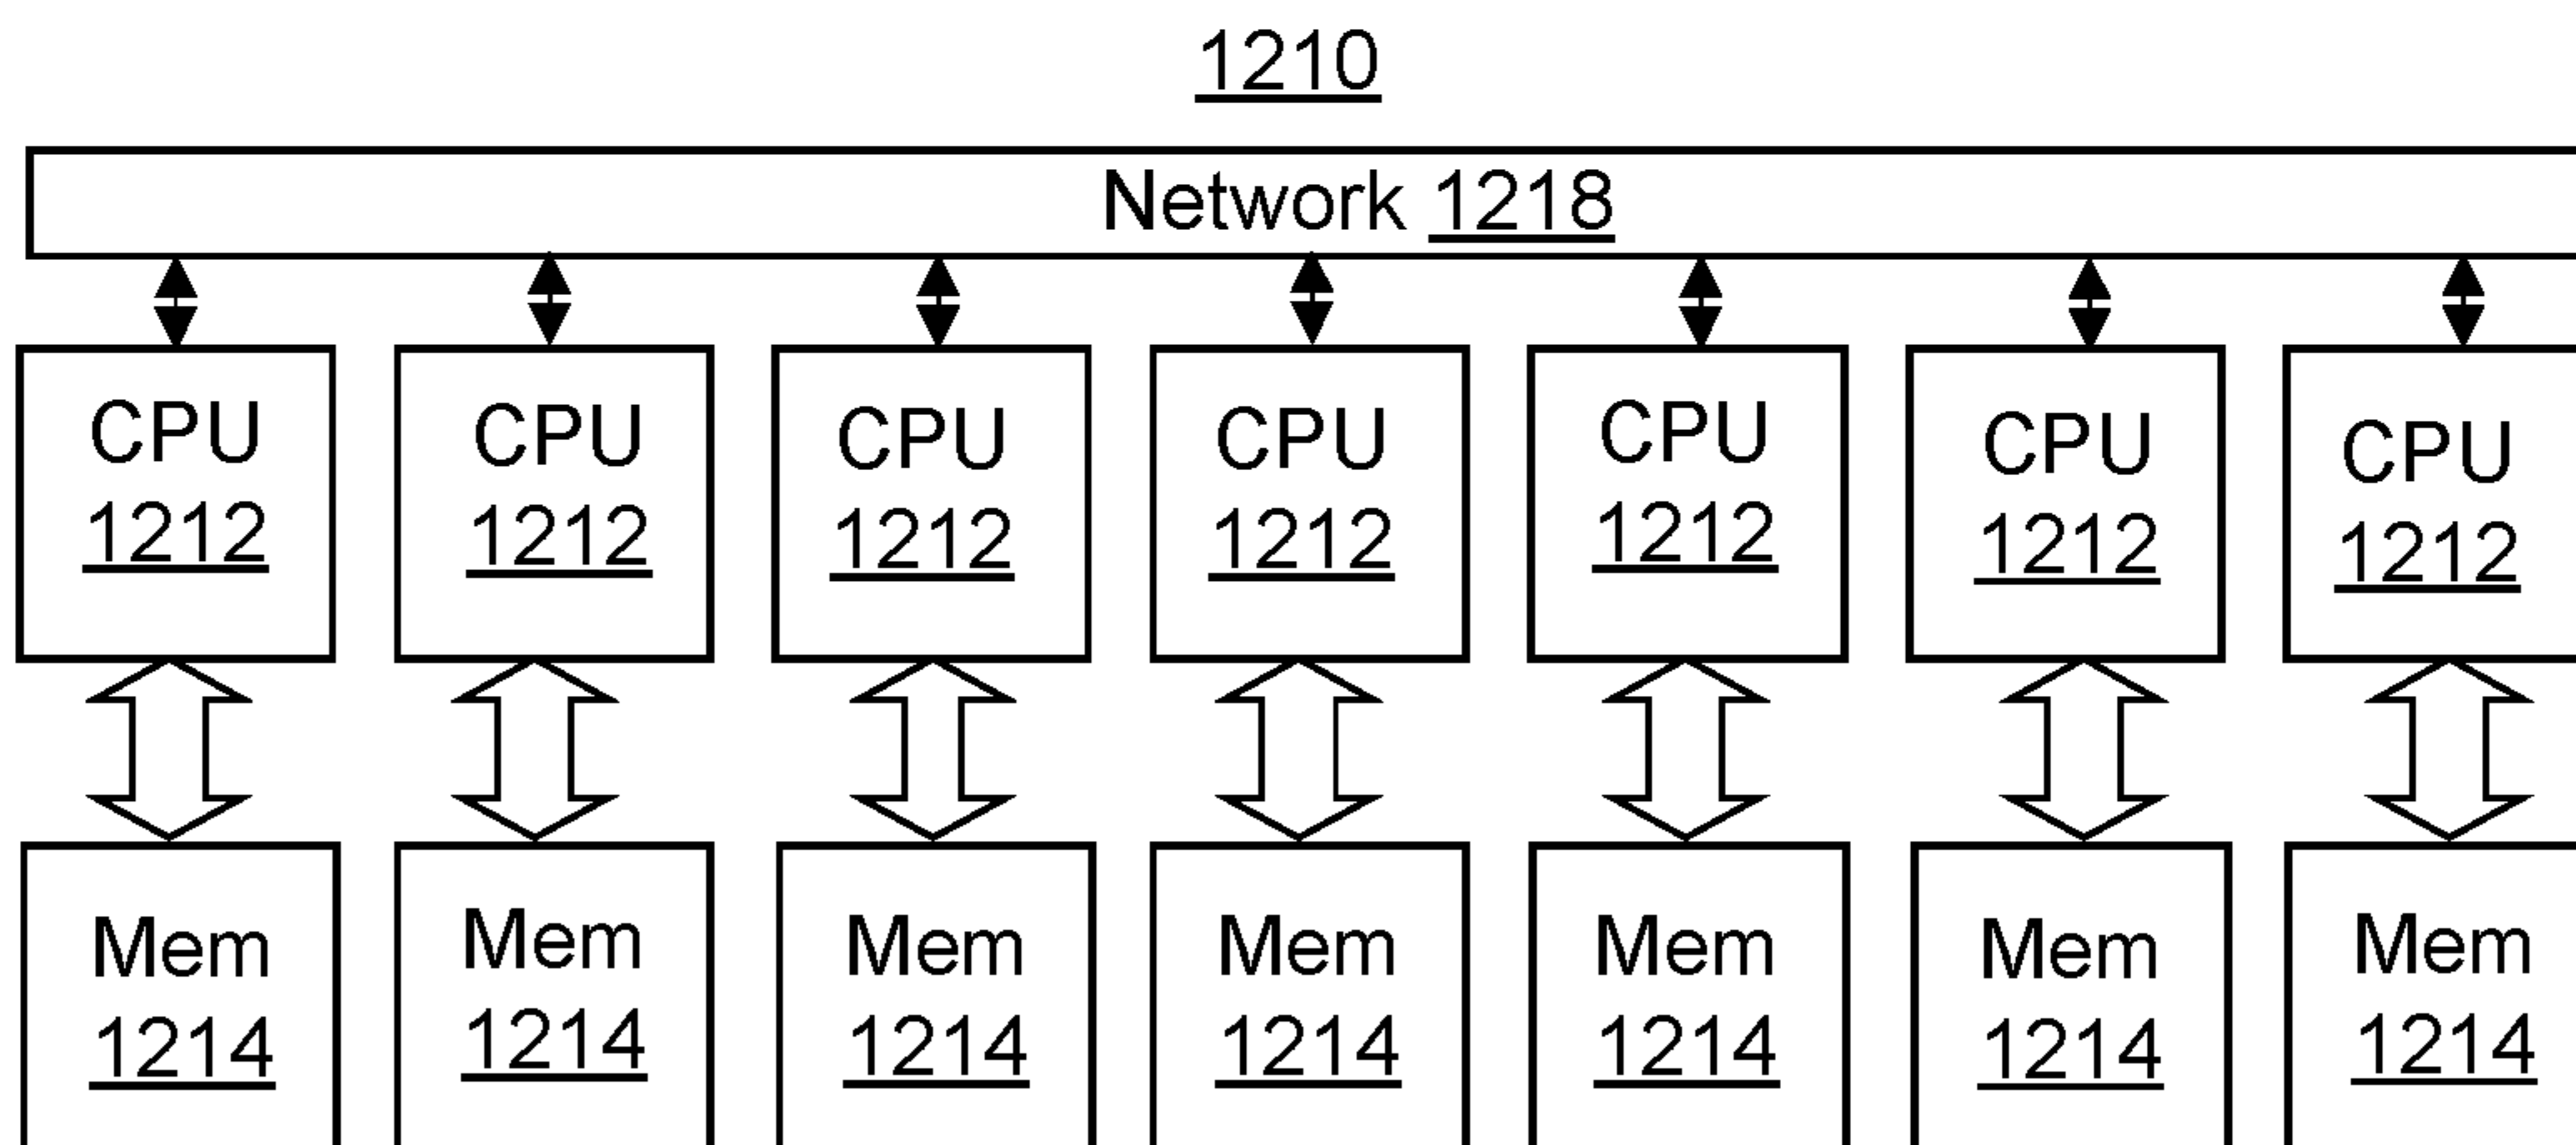 1210
Network 1218
CPU CPU CPU CPU CPU CPU CPU
1212 1212 1212 1212 1212 1212 1212
Mem Mem Mem Mem Mem Mem Mem
1214 1214 1214 1214 1214 1214 1214